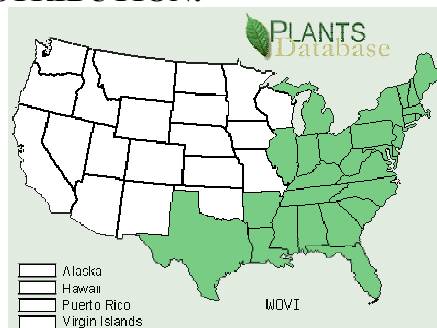 PLANTS
Database
Alaska
Hawaii
Puerto Rico
WOVI
Virgin Islands